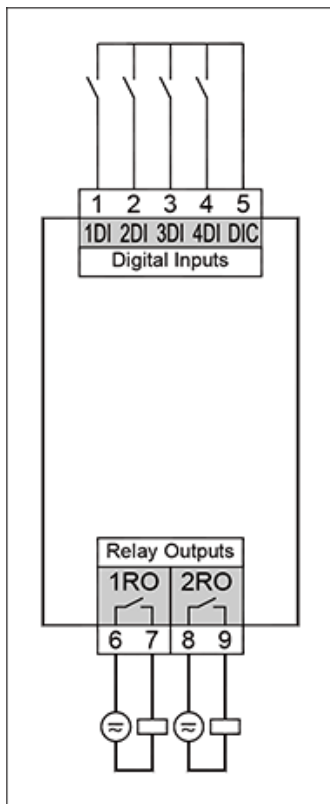 1 2 3 4 5
1DI 2DI 3DI 4DI DIC
Digital Inputs
Relay Outputs
1RO 2RO
6 7 8 9